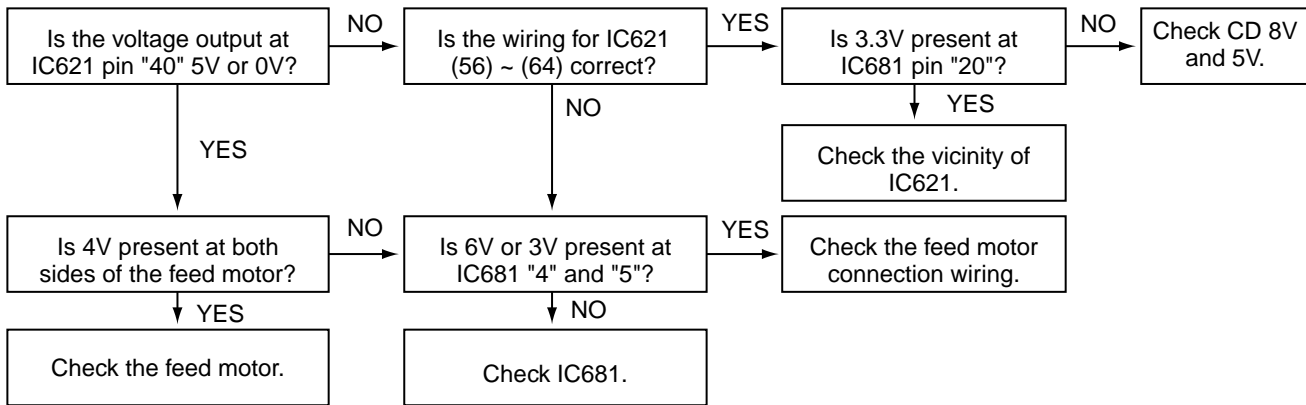 Is the voltage output at
IC621 pin "40" 5V or 0V?
NO
Is the wiring for IC621
(56) ~ (64) correct?
YES
Is 3.3V present at
IC681 pin "20"?
NO
Check CD 8V
and 5V.
YES
NO
YES
Check the vicinity of
IC621.
Is 4V present at both
sides of the feed motor?
NO
Is 6V or 3V present at
IC681 "4" and "5"?
YES
Check the feed motor
connection wiring.
YES
NO
Check the feed motor.
Check IC681.